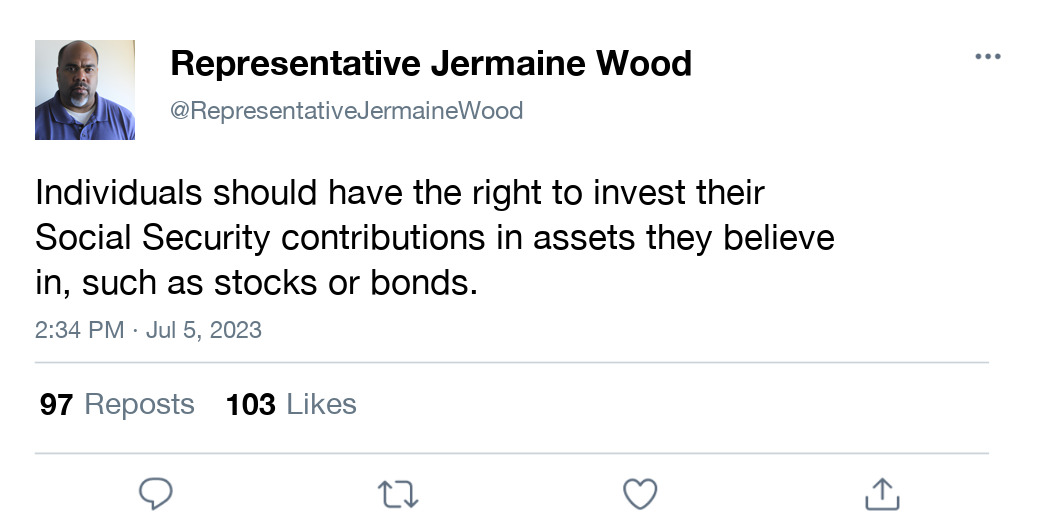 Representative Jermaine Wood
@RepresentativeJermaineWood
Individuals should have the right to invest their
Social Security contributions in assets they believe
in, such as stocks or bonds.
2:34 PM · Jul 5, 2023
97 Reposts 103 Likes